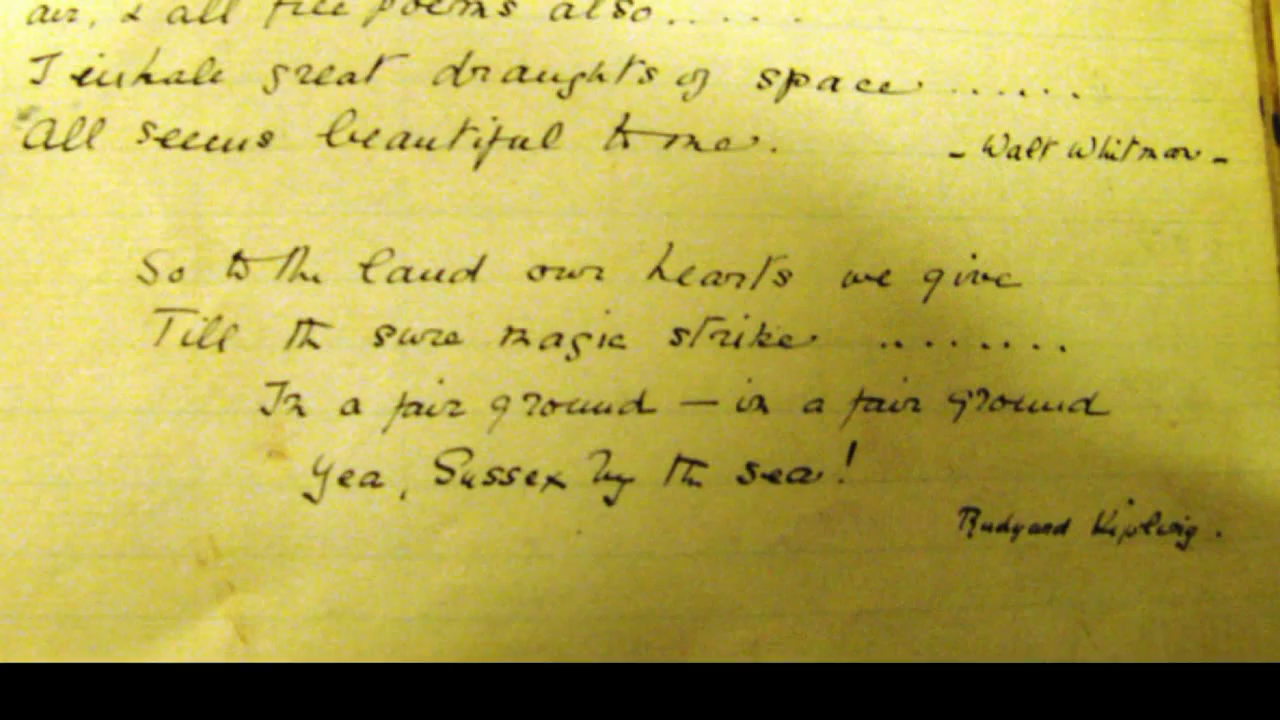 air, & all free poems also.....
I inhale great draughts of space ......
All seems beautiful to me.
- Walt Whitman -
So to the land our hearts we give
Till th sure magic strike ........
In a fair ground — in a fair ground
Yea, Sussex by th sea!
Rudyard Kipling.